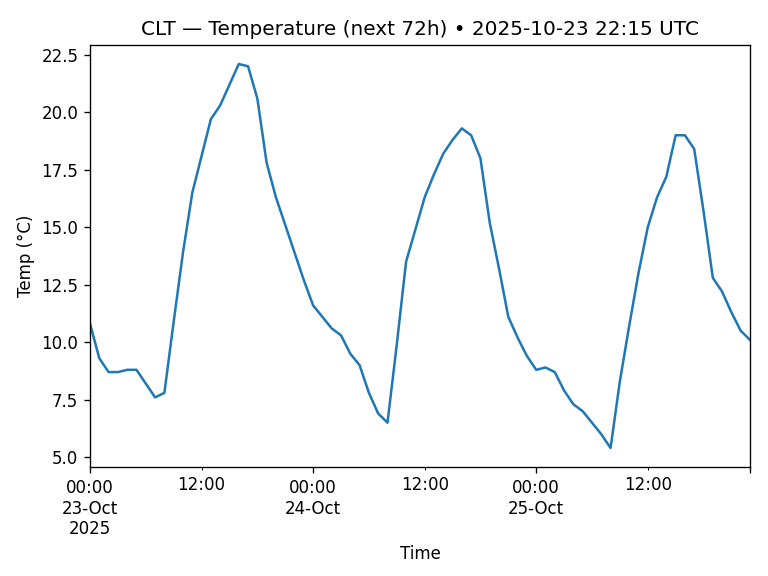 CLT — Temperature (next 72h) • 2025-10-23 22:15 UTC
Temp (°C)
22.5
20.0
17.5
15.0
12.5
10.0
7.5
5.0
00:00 12:00 00:00 12:00 00:00 12:00
23-Oct 24-Oct 25-Oct
2025
Time